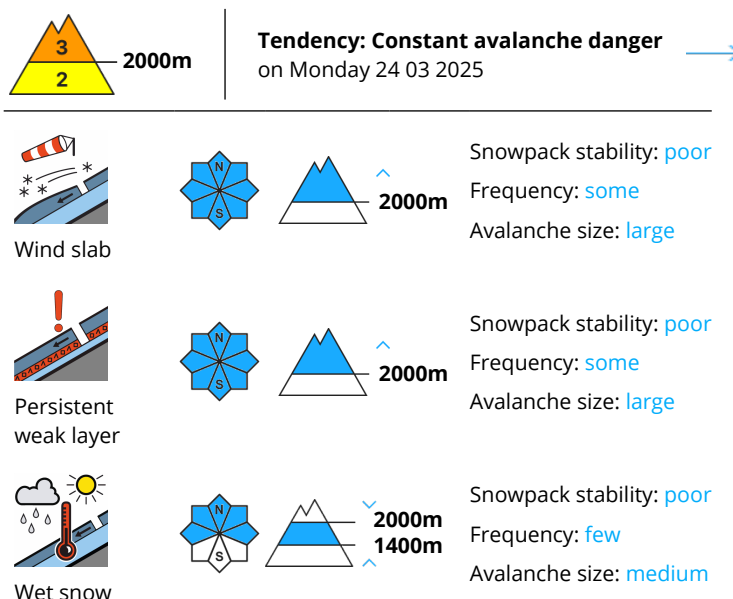 3
2
2000m
Tendency: Constant avalanche danger
on Monday 24 03 2025
N
S
2000m
Snowpack stability: poor
Frequency: some
Avalanche size: large
Wind slab
N
S
2000m
Snowpack stability: poor
Frequency: some
Avalanche size: large
Persistent
weak layer
N
S
2000m
1400m
Snowpack stability: poor
Frequency: few
Avalanche size: medium
Wet snow